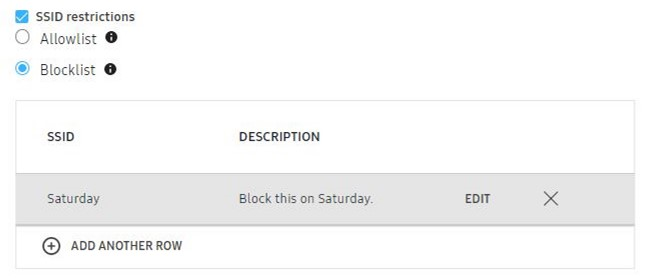 SSID restrictions
Allowlist
Blocklist
SSID DESCRIPTION
Saturday Block this on Saturday. EDIT
ADD ANOTHER ROW